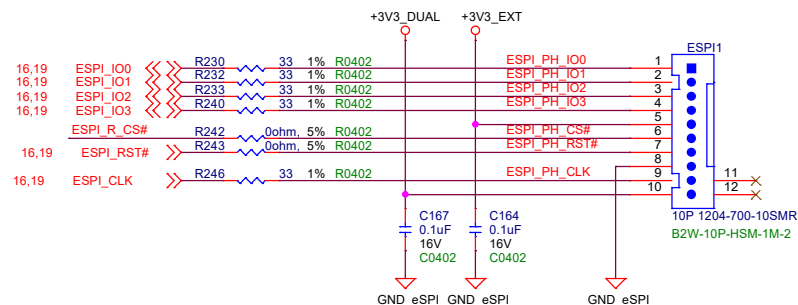 +3V3_DUAL +3V3_EXT
ESPI1
16,19 ESPI_IO0 R230 33 1% R0402 ESPI_PH_IO0 1
16,19 ESPI_IO1 R232 33 1% R0402 ESPI_PH_IO1 2
16,19 ESPI_IO2 R233 33 1% R0402 ESPI_PH_IO2 3
16,19 ESPI_IO3 R240 33 1% R0402 ESPI_PH_IO3 4
5
ESPI_R_CS# R242 0ohm, 5% R0402 ESPI_PH_CS# 6
16,19 ESPI_RST# R243 0ohm, 5% R0402 ESPI_PH_RST# 7
8
16,19 ESPI_CLK R246 33 1% R0402 ESPI_PH_CLK 9 11
10 12
C167 C164 10P 1204-700-10SMR
0.1uF 0.1uF B2W-10P-HSM-1M-2
16V 16V
C0402 C0402
GND_eSPI GND_eSPI GND_eSPI